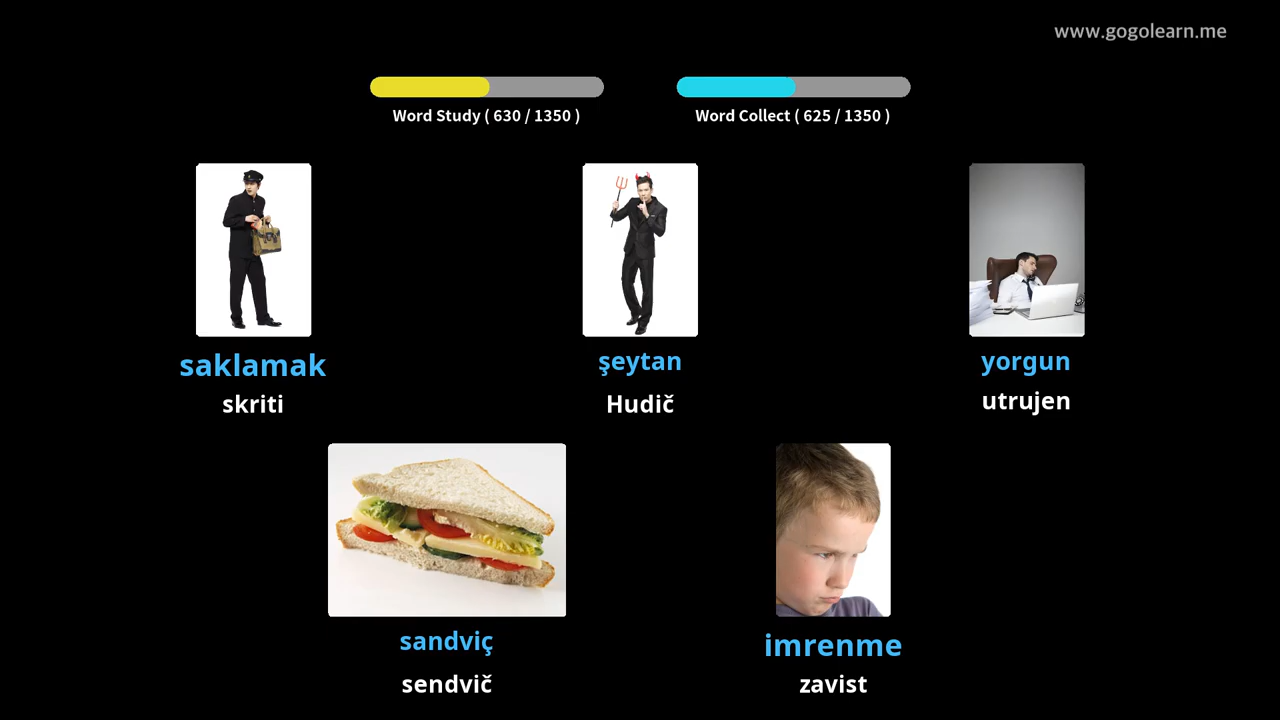 www.gogolearn.me
Word Study ( 630 / 1350 )
Word Collect ( 625 / 1350 )
saklamak
skriti
şeytan
Hudič
yorgun
utrujen
sandviç
sendvič
imrenme
zavist